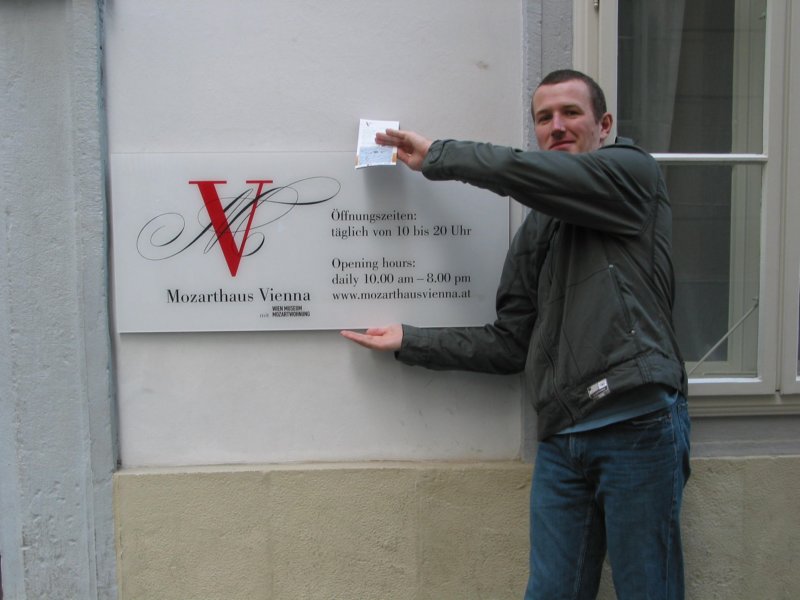 V
Öffnungszeiten:
täglich von 10 bis 20 Uhr
Opening hours:
daily 10.00 am – 8.00 pm
www.mozarthausvienna.at
Mozarthaus Vienna
WIEN MUSEUM
MOZARTWOHNUNG